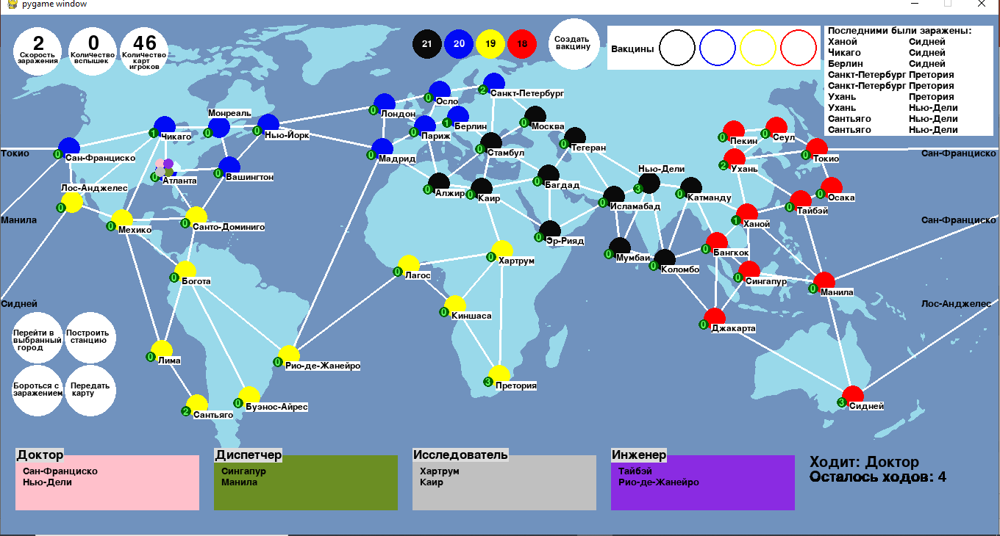 pygame window
2
Скорость
заражения
0
Количество
вспышек
46
Количество
карт
игроков
21
20
19
18
Создать
вакцину
Вакцины
Последними были заражены:
Ханой Сидней
Чикаго Сидней
Берлин Сидней
Санкт-Петербург Претория
Санкт-Петербург Претория
Ухань Претория
Ухань Нью-Дели
Сантьяго Нью-Дели
Сантьяго Нью-Дели
2 Санкт-Петербург
0 Осло
0 Лондон
Монреаль
0
1 Чикаго
0 Нью-Йорк
0 Париж
1 Берлин
0 Москва
0 Пекин
0 Сеул
Токио
0 Сан-Франциско
0 Мадрид
0 Стамбул
0 Тегеран
0 Токио
Сан-Франциско
0 Атланта
0 Вашингтон
Нью-Дели
3
2 Ухань
Лос-Анджелес
0
0 Алжир
0 Каир
0 Багдад
0 Исламабад
0 Катманду
0 Осака
0 Тайбэй
Манила
0 Мехико
0 Санто-Доминиго
0 Эр-Рияд
1 Ханой
Сан-Франциско
0 Хартрум
0 Мумбаи
0 Коломбо
0 Бангкок
0 Богота
0 Лагос
0 Сингапур
0 Манила
Сидней
Лос-Анджелес
0 Киншаса
0 Джакарта
Перейти в
выбранный
город
Построить
станцию
0 Лима
0 Рио-де-Жанейро
Бороться с
заражением
Передать
карту
3 Претория
2 Сантьяго
0 Буэнос-Айрес
3 Сидней
Доктор
Сан-Франциско
Нью-Дели
Диспетчер
Сингапур
Манила
Исследователь
Хартрум
Каир
Инженер
Тайбэй
Рио-де-Жанейро
Ходит: Доктор
Осталось ходов: 4